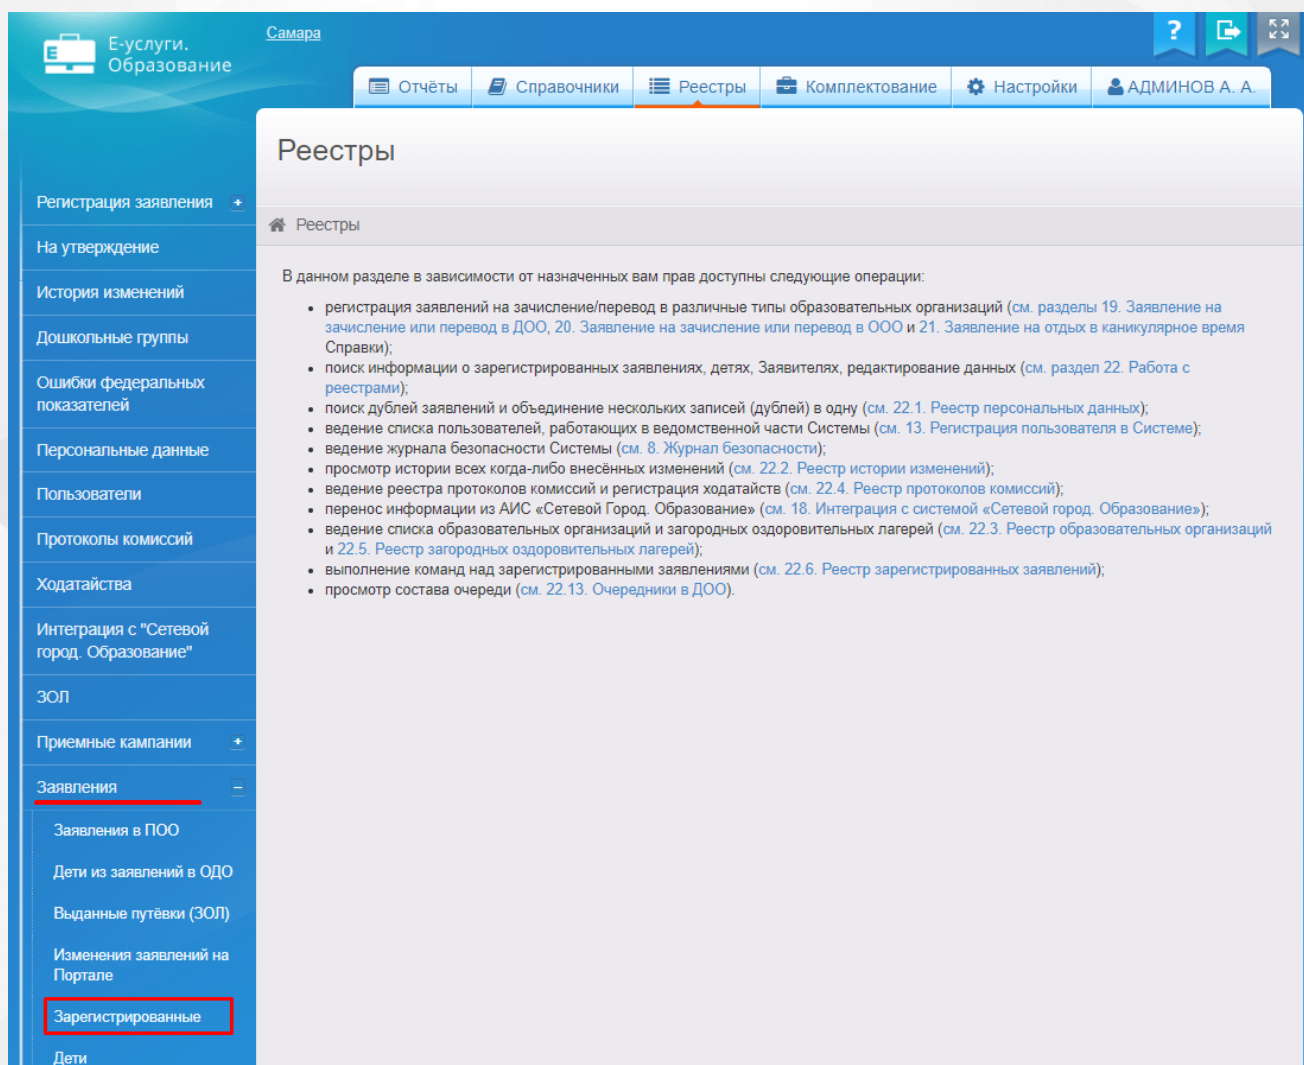 Е-услуги.
Образование
Самара
?
Отчёты
Справочники
Реестры
Комплектование
Настройки
АДМИНОВ А. А.
Реестры
Реестры
Регистрация заявления
На утверждение
История изменений
Дошкольные группы
Ошибки федеральных
показателей
Персональные данные
Пользователи
Протоколы комиссий
Ходатайства
Интеграция с "Сетевой
город. Образование"
ЗОЛ
Приемные кампании
Заявления
Заявления в ПОО
Дети из заявлений в ОДО
Выданные путёвки (ЗОЛ)
Изменения заявлений на
Портале
Зарегистрированные
Дети
В данном разделе в зависимости от назначенных вам прав доступны следующие операции:
• регистрация заявлений на зачисление/перевод в различные типы образовательных организаций (см. разделы 19. Заявление на
зачисление или перевод в ДОО, 20. Заявление на зачисление или перевод в ООО и 21. Заявление на отдых в каникулярное время
Справки);
• поиск информации о зарегистрированных заявлениях, детях, Заявителях, редактирование данных (см. раздел 22. Работа с
реестрами);
• поиск дублей заявлений и объединение нескольких записей (дублей) в одну (см. 22.1. Реестр персональных данных);
• ведение списка пользователей, работающих в ведомственной части Системы (см. 13. Регистрация пользователя в Системе);
• ведение журнала безопасности Системы (см. 8. Журнал безопасности);
• просмотр истории всех когда-либо внесённых изменений (см. 22.2. Реестр истории изменений);
• ведение реестра протоколов комиссий и регистрация ходатайств (см. 22.4. Реестр протоколов комиссий);
• перенос информации из АИС «Сетевой Город. Образование» (см. 18. Интеграция с системой «Сетевой город. Образование»);
• ведение списка образовательных организаций и загородных оздоровительных лагерей (см. 22.3. Реестр образовательных организаций
и 22.5. Реестр загородных оздоровительных лагерей);
• выполнение команд над зарегистрированными заявлениями (см. 22.6. Реестр зарегистрированных заявлений);
• просмотр состава очереди (см. 22.13. Очередники в ДОО).